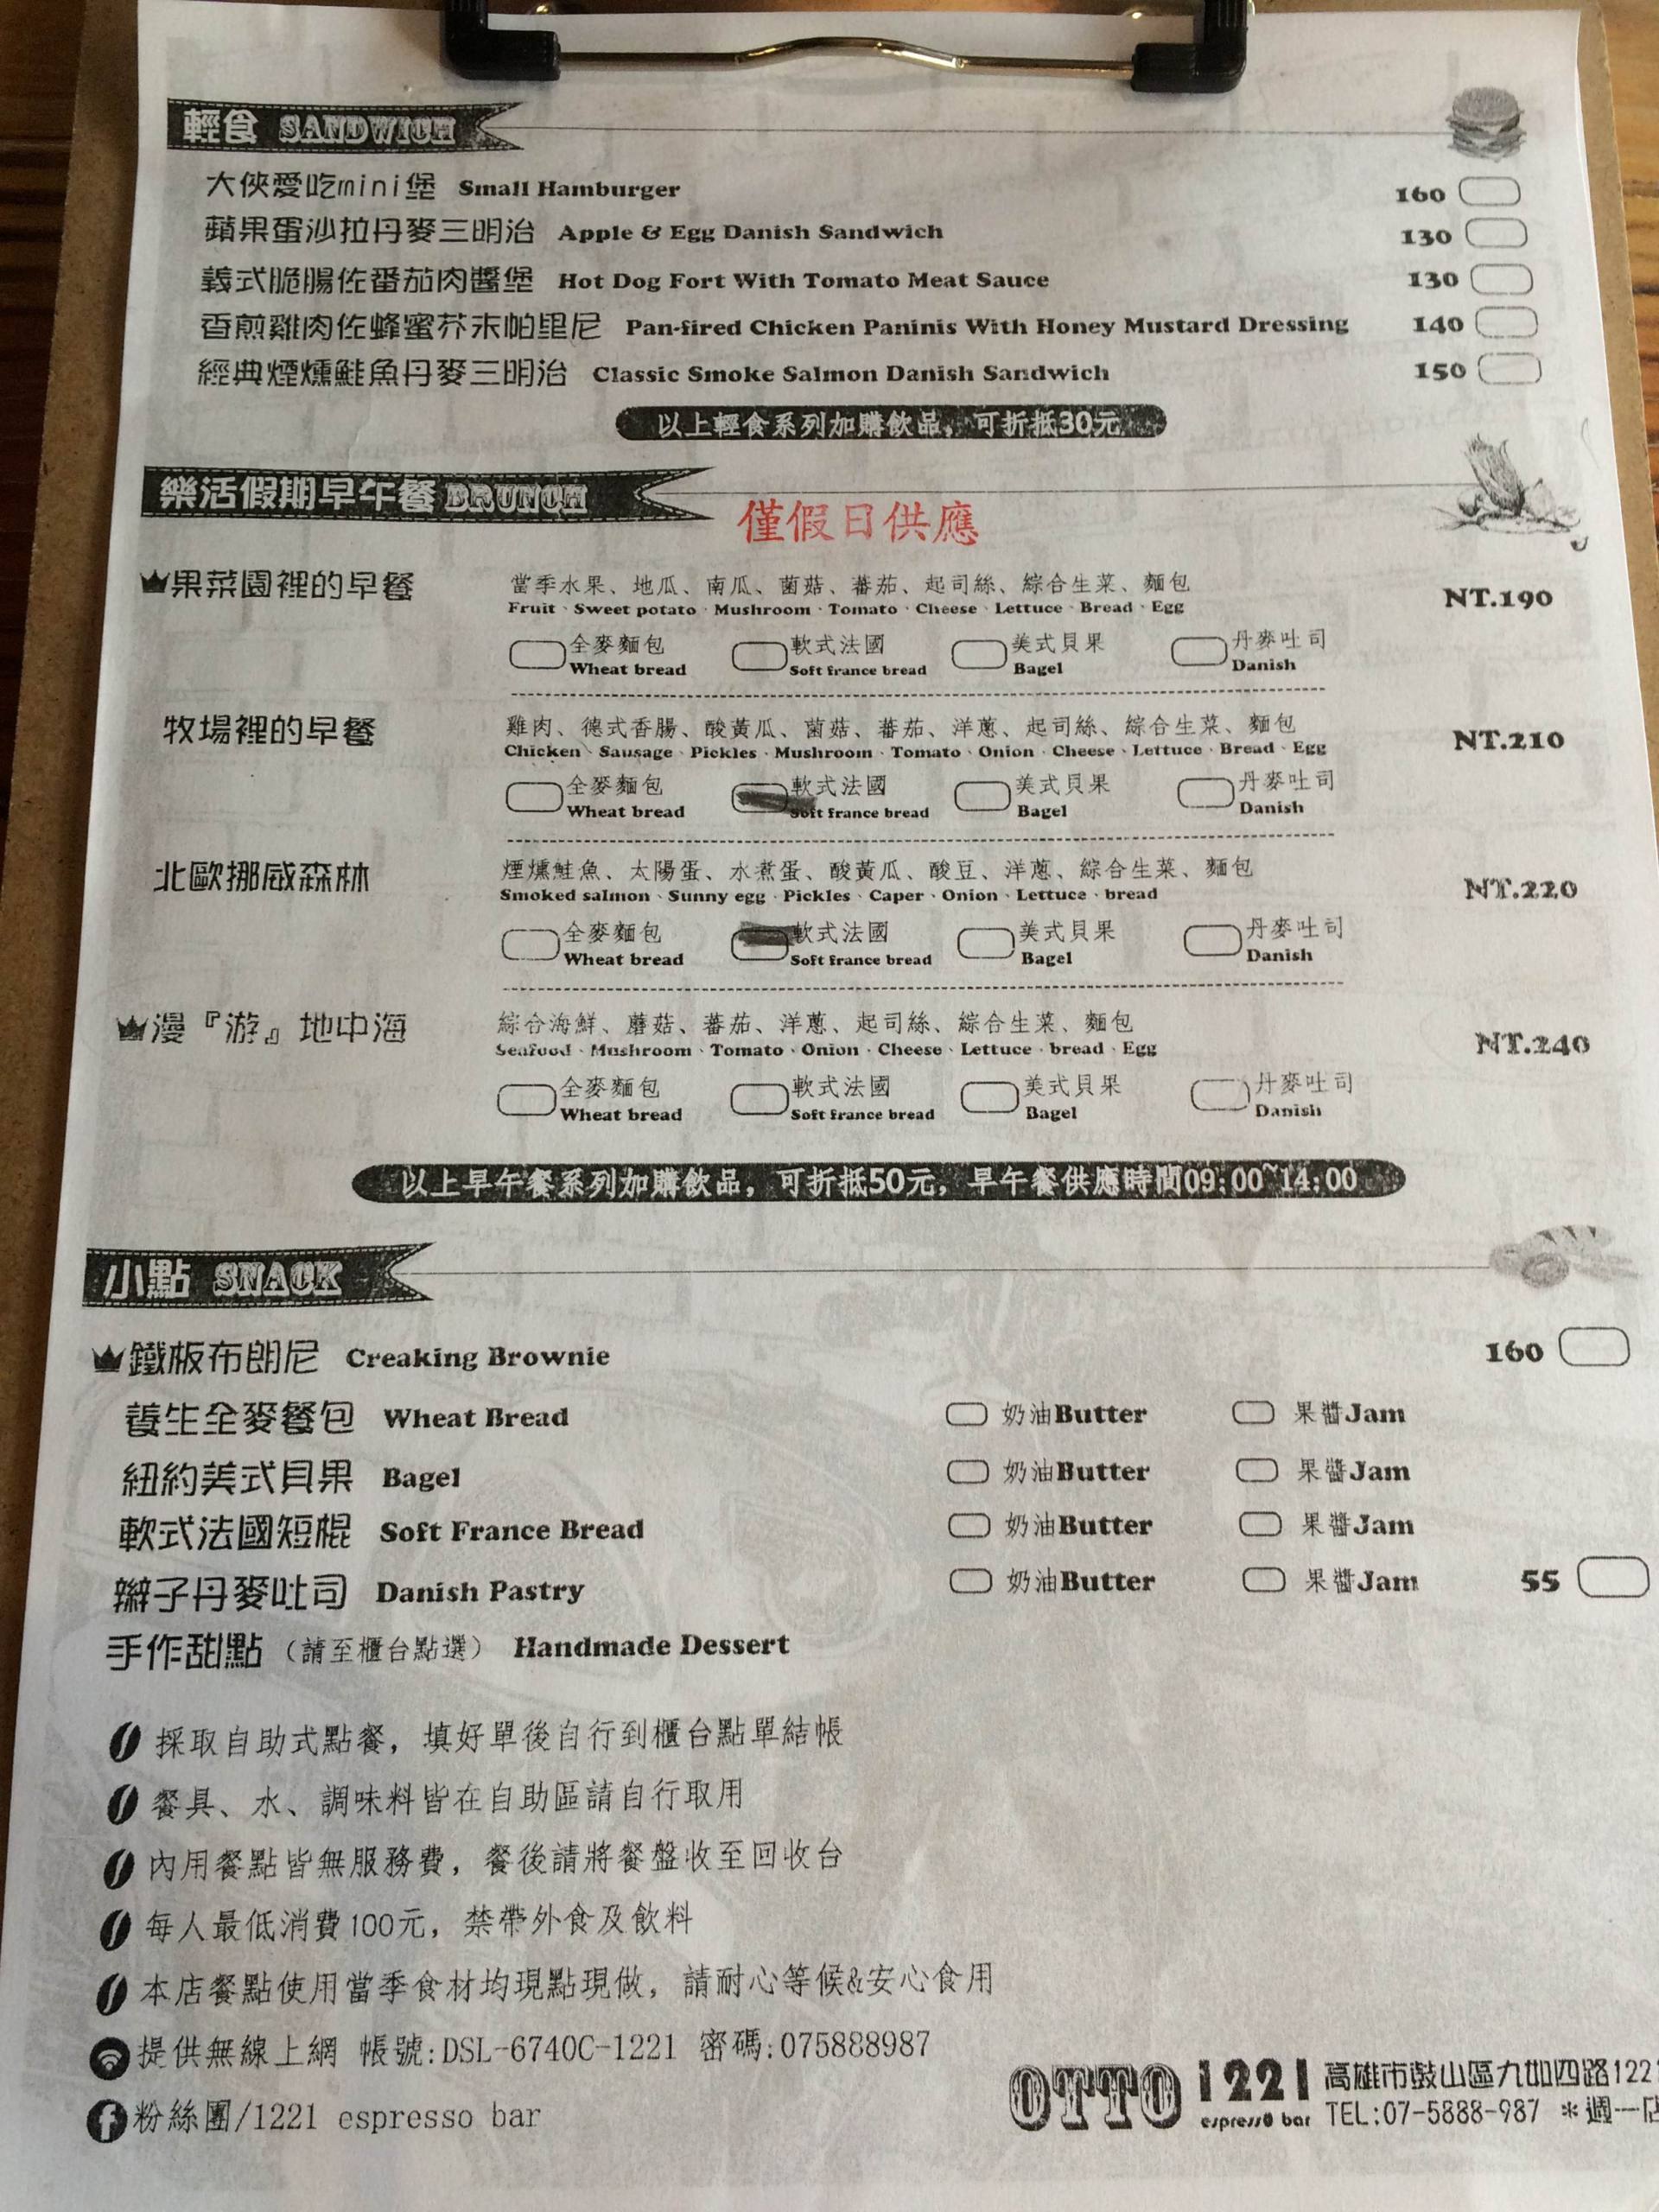 輕食 SANDWICH
大俠愛吃mini堡 Small Hamburger 160
蘋果蛋沙拉丹麥三明治 Apple & Egg Danish Sandwich 130
義式脆腸佐番茄肉醬堡 Hot Dog Fort With Tomato Meat Sauce 130
香煎雞肉佐蜂蜜芥末帕里尼 Pan-fired Chicken Paninis With Honey Mustard Dressing 140
經典煙燻鮭魚丹麥三明治 Classic Smoke Salmon Danish Sandwich 150
以上輕食系列加購飲品，可折抵30元
樂活假期早午餐 BRUNCH 僅假日供應
果菜園裡的早餐 當季水果、地瓜、南瓜、菌菇、蕃茄、起司絲、綜合生菜、麵包 NT.190
Fruit、Sweet potato、Mushroom、Tomato、Cheese、Lettuce、Bread、Egg
全麥麵包 軟式法國 美式貝果 丹麥吐司
Wheat bread Soft france bread Bagel Danish
牧場裡的早餐 雞肉、德式香腸、酸黃瓜、菌菇、蕃茄、洋蔥、起司絲、綜合生菜、麵包 NT.210
Chicken、Sausage、Pickles、Mushroom、Tomato、Onion、Cheese、Lettuce、Bread、Egg
全麥麵包 軟式法國 美式貝果 丹麥吐司
Wheat bread Soft france bread Bagel Danish
北歐挪威森林 煙燻鮭魚、太陽蛋、水煮蛋、酸黃瓜、酸豆、洋蔥、綜合生菜、麵包 NT.220
Smoked salmon、Sunny egg、Pickles、Caper、Onion、Lettuce、bread
全麥麵包 軟式法國 美式貝果 丹麥吐司
Wheat bread Soft france bread Bagel Danish
漫『游』地中海 綜合海鮮、蘑菇、蕃茄、洋蔥、起司絲、綜合生菜、麵包 NT.240
Seafood、Mushroom、Tomato、Onion、Cheese、Lettuce、bread、Egg
全麥麵包 軟式法國 美式貝果 丹麥吐司
Wheat bread Soft france bread Bagel Danish
以上早午餐系列加購飲品，可折抵50元，早午餐供應時間09:00~14:00
小點 SNACK
鐵板布朗尼 Creaking Brownie 160
養生全麥餐包 Wheat Bread 奶油Butter 果醬Jam
紐約美式貝果 Bagel 奶油Butter 果醬Jam
軟式法國短棍 Soft France Bread 奶油Butter 果醬Jam
辮子丹麥吐司 Danish Pastry 奶油Butter 果醬Jam 55
手作甜點（請至櫃台點選） Handmade Dessert
採取自助式點餐，填好單後自行到櫃台點單結帳
餐具、水、調味料皆在自助區請自行取用
內用餐點皆無服務費，餐後請將餐盤收至回收台
每人最低消費100元，禁帶外食及飲料
本店餐點使用當季食材均現點現做，請耐心等候&安心食用
提供無線上網 帳號:DSL-6740C-1221 密碼:075888987
粉絲團/1221 espresso bar
OTTO 1221 espresso bar
高雄市鼓山區九如四路1221
TEL:07-5888-987 ＊週一店